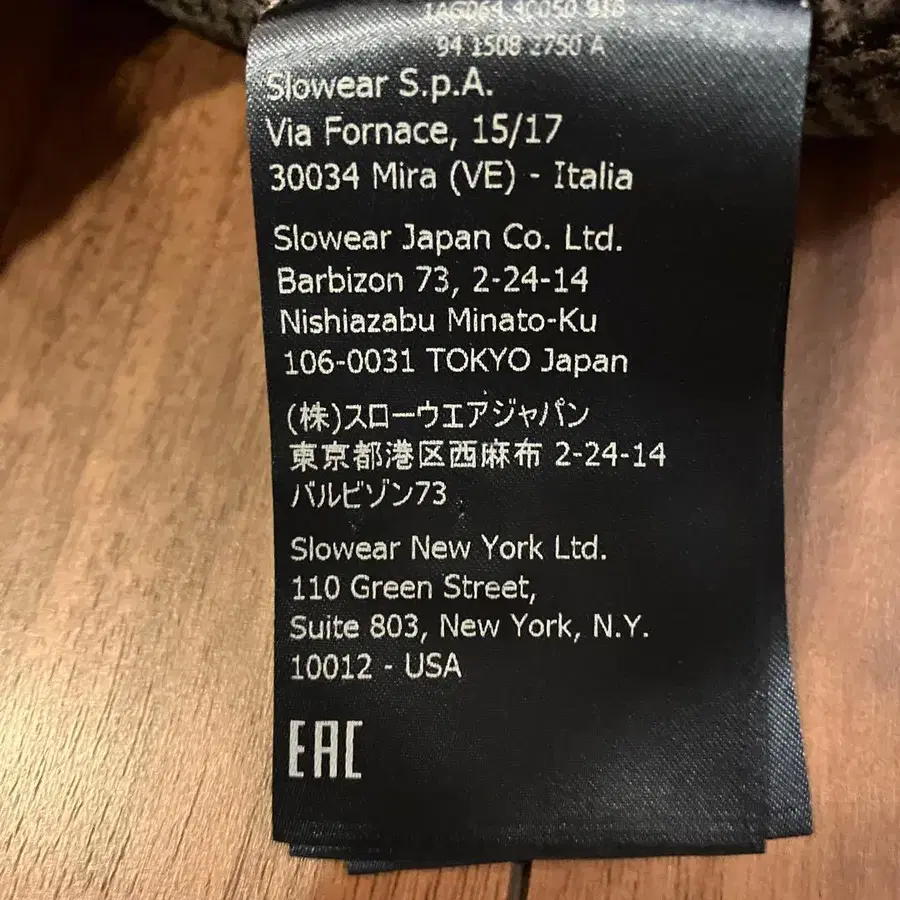 1AG064 4C050 918
94 1508 2750 A
Slowear S.p.A.
Via Fornace, 15/17
30034 Mira (VE) - Italia
Slowear Japan Co. Ltd.
Barbizon 73, 2-24-14
Nishiazabu Minato-Ku
106-0031 TOKYO Japan
(株)スローウエアジャパン
東京都港区西麻布 2-24-14
バルビゾン73
Slowear New York Ltd.
110 Green Street,
Suite 803, New York, N.Y.
10012 - USA
EAC